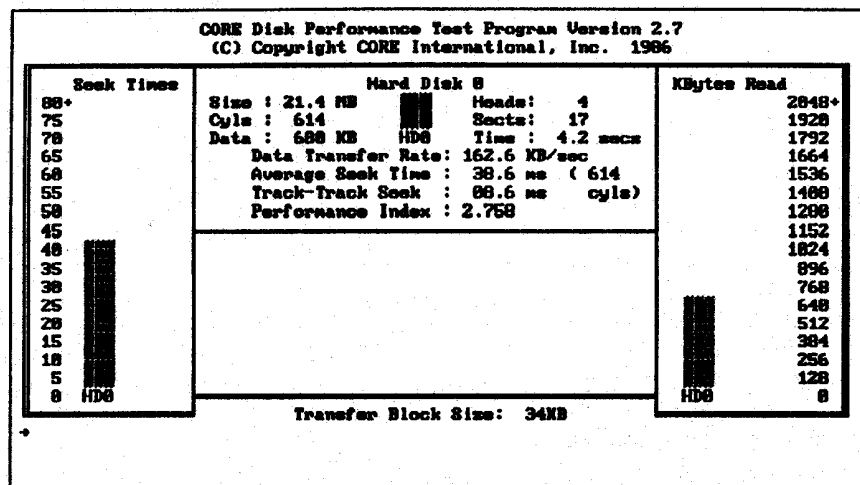 CORE Disk Performance Test Program Version 2.7
(C) Copyright CORE International, Inc. 1986
Seek Times
80+
75
70
65
60
55
50
45
40
35
30
25
20
15
10
5
0 HD0
Hard Disk 0
Size : 21.4 MB Heads: 4
Cyls : 614 Sects: 17
Data : 680 KB HD0 Time : 4.2 secs
Data Transfer Rate: 162.6 KB/sec
Average Seek Time : 38.6 ms ( 614
Track-Track Seek : 08.6 ms cyls)
Performance Index : 2.758
KBytes Read
2048+
1920
1792
1664
1536
1408
1280
1152
1024
896
768
640
512
384
256
128
HD0 0
Transfer Block Size: 34KB